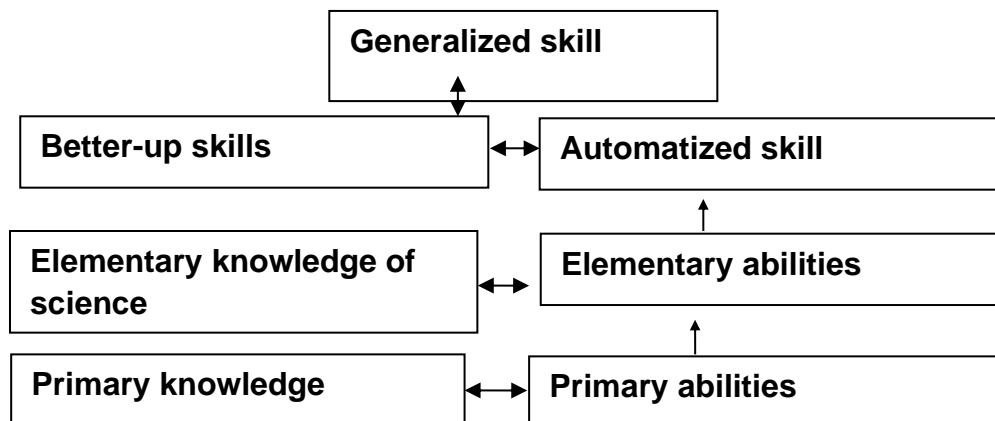 Generalized skill
Better-up skills
Automatized skill
Elementary knowledge of
science
Elementary abilities
Primary knowledge
Primary abilities